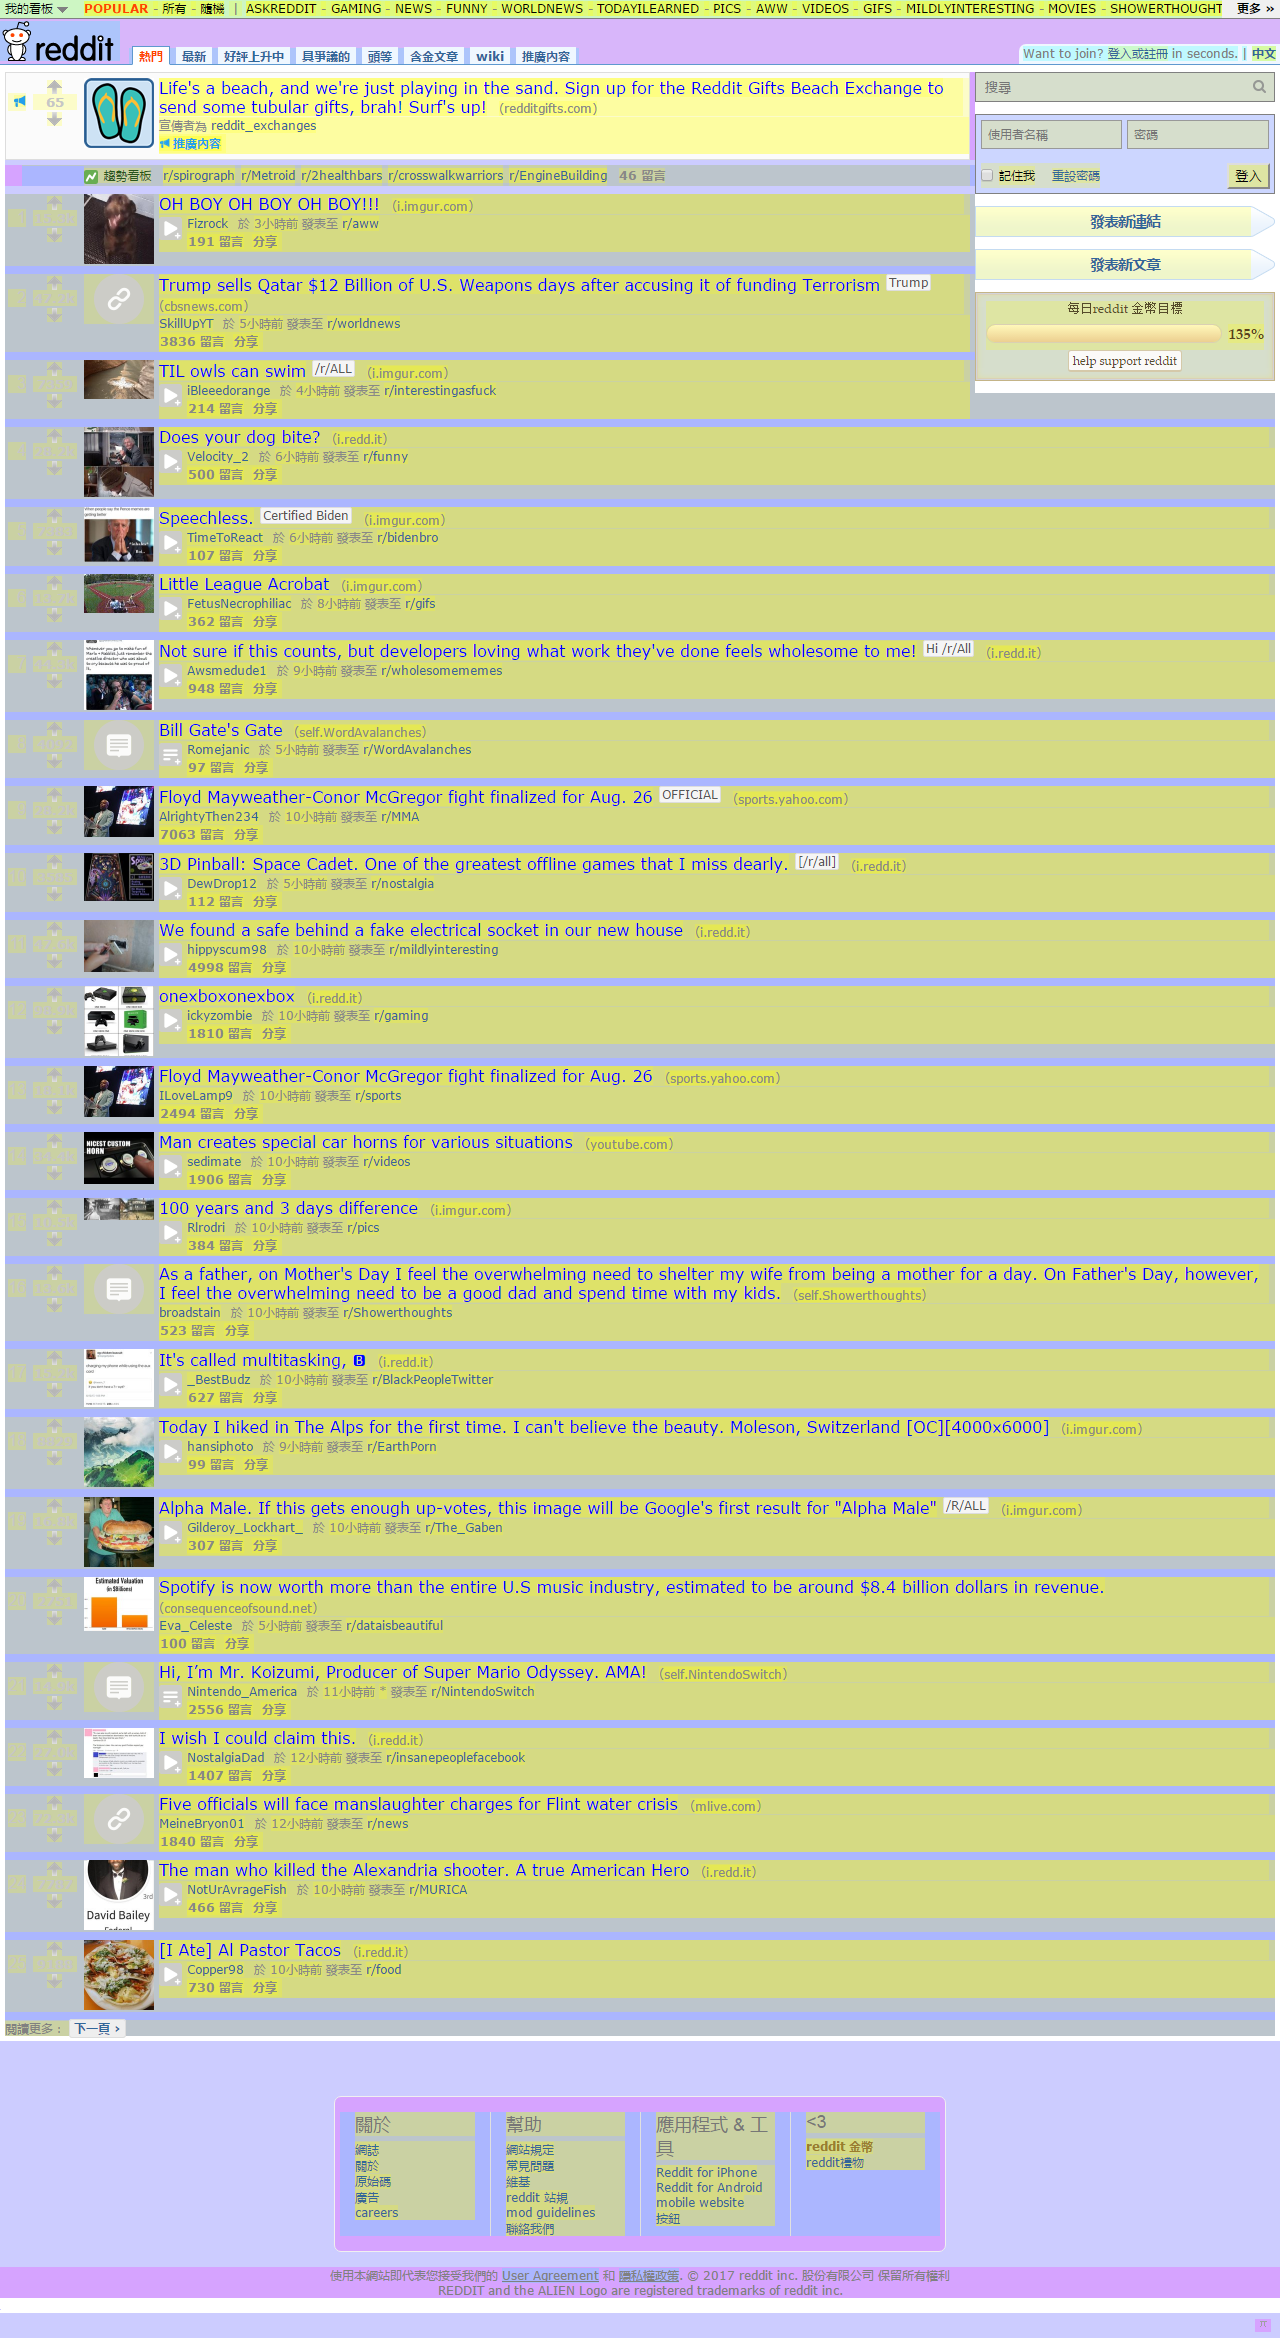 我的看板 POPULAR - 所有 - 隨機 | ASKREDDIT - GAMING - NEWS - FUNNY - WORLDNEWS - TODAYILEARNED - PICS - AWW - VIDEOS - GIFS - MILDLYINTERESTING - MOVIES - SHOWERTHOUGHT 更多 »
reddit 熱門 最新 好評上升中 具爭議的 頭等 含金文章 wiki 推廣內容
Want to join? 登入或註冊 in seconds. | 中文
65
Life's a beach, and we're just playing in the sand. Sign up for the Reddit Gifts Beach Exchange to
send some tubular gifts, brah! Surf's up! (redditgifts.com)
宣傳者為 reddit_exchanges
推廣內容
搜尋
使用者名稱 密碼
記住我 重設密碼 登入
發表新連結
發表新文章
每日reddit 金幣目標
135%
help support reddit
趨勢看板 r/spirograph r/Metroid r/2healthbars r/crosswalkwarriors r/EngineBuilding 46 留言
OH BOY OH BOY OH BOY!!! (i.imgur.com)
Fizrock 於 3小時前 發表至 r/aww
191 留言 分享
Trump sells Qatar $12 Billion of U.S. Weapons days after accusing it of funding Terrorism Trump
(cbsnews.com)
SkillUpYT 於 5小時前 發表至 r/worldnews
3836 留言 分享
TIL owls can swim /r/ALL (i.imgur.com)
iBleeedorange 於 4小時前 發表至 r/interestingasfuck
214 留言 分享
Does your dog bite? (i.redd.it)
Velocity_2 於 6小時前 發表至 r/funny
500 留言 分享
Speechless. Certified Biden (i.imgur.com)
TimeToReact 於 6小時前 發表至 r/bidenbro
107 留言 分享
Little League Acrobat (i.imgur.com)
FetusNecrophiliac 於 8小時前 發表至 r/gifs
362 留言 分享
Not sure if this counts, but developers loving what work they've done feels wholesome to me! Hi /r/All (i.redd.it)
Awsmedude1 於 9小時前 發表至 r/wholesomememes
948 留言 分享
Bill Gate's Gate (self.WordAvalanches)
Romejanic 於 5小時前 發表至 r/WordAvalanches
97 留言 分享
Floyd Mayweather-Conor McGregor fight finalized for Aug. 26 OFFICIAL (sports.yahoo.com)
AlrightyThen234 於 10小時前 發表至 r/MMA
7063 留言 分享
3D Pinball: Space Cadet. One of the greatest offline games that I miss dearly. [/r/all] (i.redd.it)
DewDrop12 於 5小時前 發表至 r/nostalgia
112 留言 分享
We found a safe behind a fake electrical socket in our new house (i.redd.it)
hippyscum98 於 10小時前 發表至 r/mildlyinteresting
4998 留言 分享
onexboxonexbox (i.redd.it)
ickyzombie 於 10小時前 發表至 r/gaming
1810 留言 分享
Floyd Mayweather-Conor McGregor fight finalized for Aug. 26 (sports.yahoo.com)
ILoveLamp9 於 10小時前 發表至 r/sports
2494 留言 分享
NICEST CUSTOM
HORN
Man creates special car horns for various situations (youtube.com)
sedimate 於 10小時前 發表至 r/videos
1906 留言 分享
100 years and 3 days difference (i.imgur.com)
Rlrodri 於 10小時前 發表至 r/pics
384 留言 分享
As a father, on Mother's Day I feel the overwhelming need to shelter my wife from being a mother for a day. On Father's Day, however,
I feel the overwhelming need to be a good dad and spend time with my kids. (self.Showerthoughts)
broadstain 於 10小時前 發表至 r/Showerthoughts
523 留言 分享
It's called multitasking, 🅱 (i.redd.it)
_BestBudz 於 10小時前 發表至 r/BlackPeopleTwitter
627 留言 分享
Today I hiked in The Alps for the first time. I can't believe the beauty. Moleson, Switzerland [OC][4000x6000] (i.imgur.com)
hansiphoto 於 9小時前 發表至 r/EarthPorn
99 留言 分享
Alpha Male. If this gets enough up-votes, this image will be Google's first result for "Alpha Male" /R/ALL (i.imgur.com)
Gilderoy_Lockhart_ 於 10小時前 發表至 r/The_Gaben
307 留言 分享
Estimated Valuation
(in $Billions)
Spotify is now worth more than the entire U.S music industry, estimated to be around $8.4 billion dollars in revenue.
(consequenceofsound.net)
Eva_Celeste 於 5小時前 發表至 r/dataisbeautiful
100 留言 分享
Hi, I’m Mr. Koizumi, Producer of Super Mario Odyssey. AMA! (self.NintendoSwitch)
Nintendo_America 於 11小時前 * 發表至 r/NintendoSwitch
2556 留言 分享
I wish I could claim this. (i.redd.it)
NostalgiaDad 於 12小時前 發表至 r/insanepeoplefacebook
1407 留言 分享
Five officials will face manslaughter charges for Flint water crisis (mlive.com)
MeineBryon01 於 12小時前 發表至 r/news
1840 留言 分享
3rd
David Bailey
The man who killed the Alexandria shooter. A true American Hero (i.redd.it)
NotUrAvrageFish 於 10小時前 發表至 r/MURICA
466 留言 分享
[I Ate] Al Pastor Tacos (i.redd.it)
Copper98 於 10小時前 發表至 r/food
730 留言 分享
閱讀更多： 下一頁 ›
關於
網誌
關於
原始碼
廣告
careers
幫助
網站規定
常見問題
維基
reddit 站規
mod guidelines
聯絡我們
應用程式 & 工
具
Reddit for iPhone
Reddit for Android
mobile website
按鈕
<3
reddit 金幣
reddit禮物
使用本網站即代表您接受我們的 User Agreement 和 隱私權政策. © 2017 reddit inc. 股份有限公司 保留所有權利
REDDIT and the ALIEN Logo are registered trademarks of reddit inc.
π